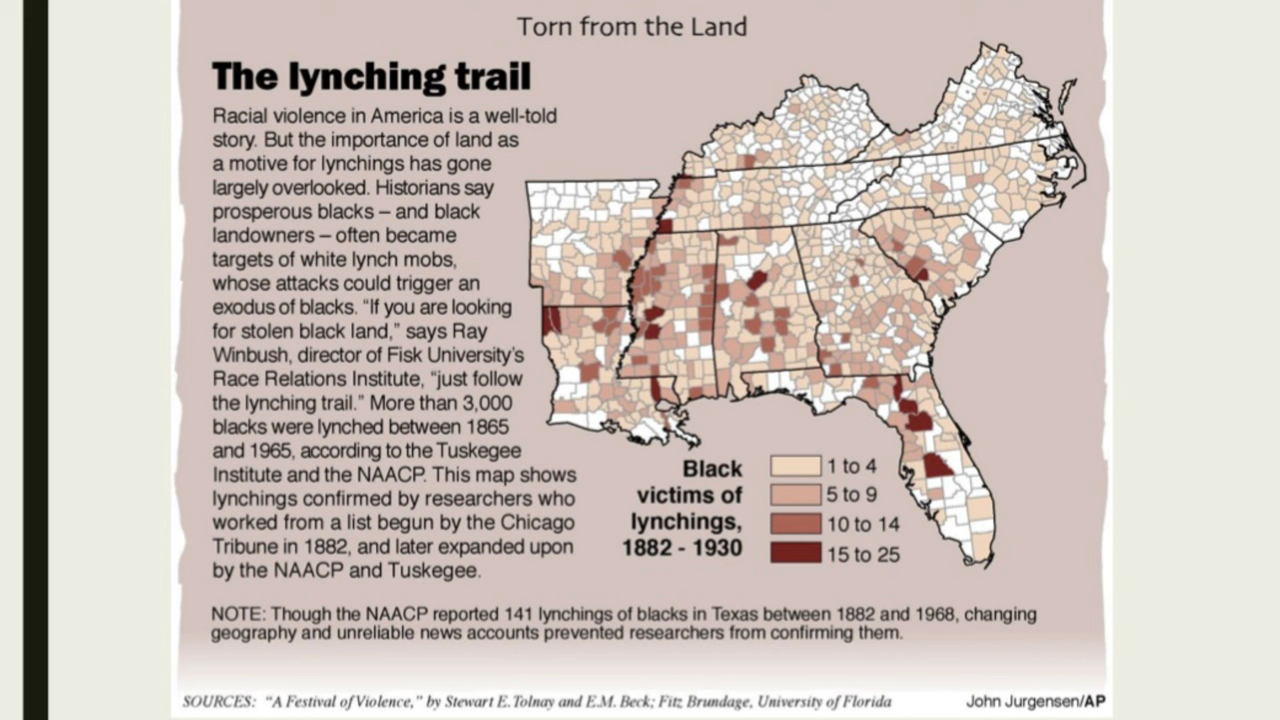 Torn from the Land
The lynching trail
Racial violence in America is a well-told
story. But the importance of land as
a motive for lynchings has gone
largely overlooked. Historians say
prosperous blacks – and black
landowners – often became
targets of white lynch mobs,
whose attacks could trigger an
exodus of blacks. “If you are looking
for stolen black land,” says Ray
Winbush, director of Fisk University’s
Race Relations Institute, “just follow
the lynching trail.” More than 3,000
blacks were lynched between 1865
and 1965, according to the Tuskegee
Institute and the NAACP. This map shows
lynchings confirmed by researchers who
worked from a list begun by the Chicago
Tribune in 1882, and later expanded upon
by the NAACP and Tuskegee.
Black
victims of
lynchings,
1882 - 1930
1 to 4
5 to 9
10 to 14
15 to 25
NOTE: Though the NAACP reported 141 lynchings of blacks in Texas between 1882 and 1968, changing
geography and unreliable news accounts prevented researchers from confirming them.
SOURCES: “A Festival of Violence,” by Stewart E. Tolnay and E.M. Beck; Fitz Brundage, University of Florida
John Jurgensen/AP